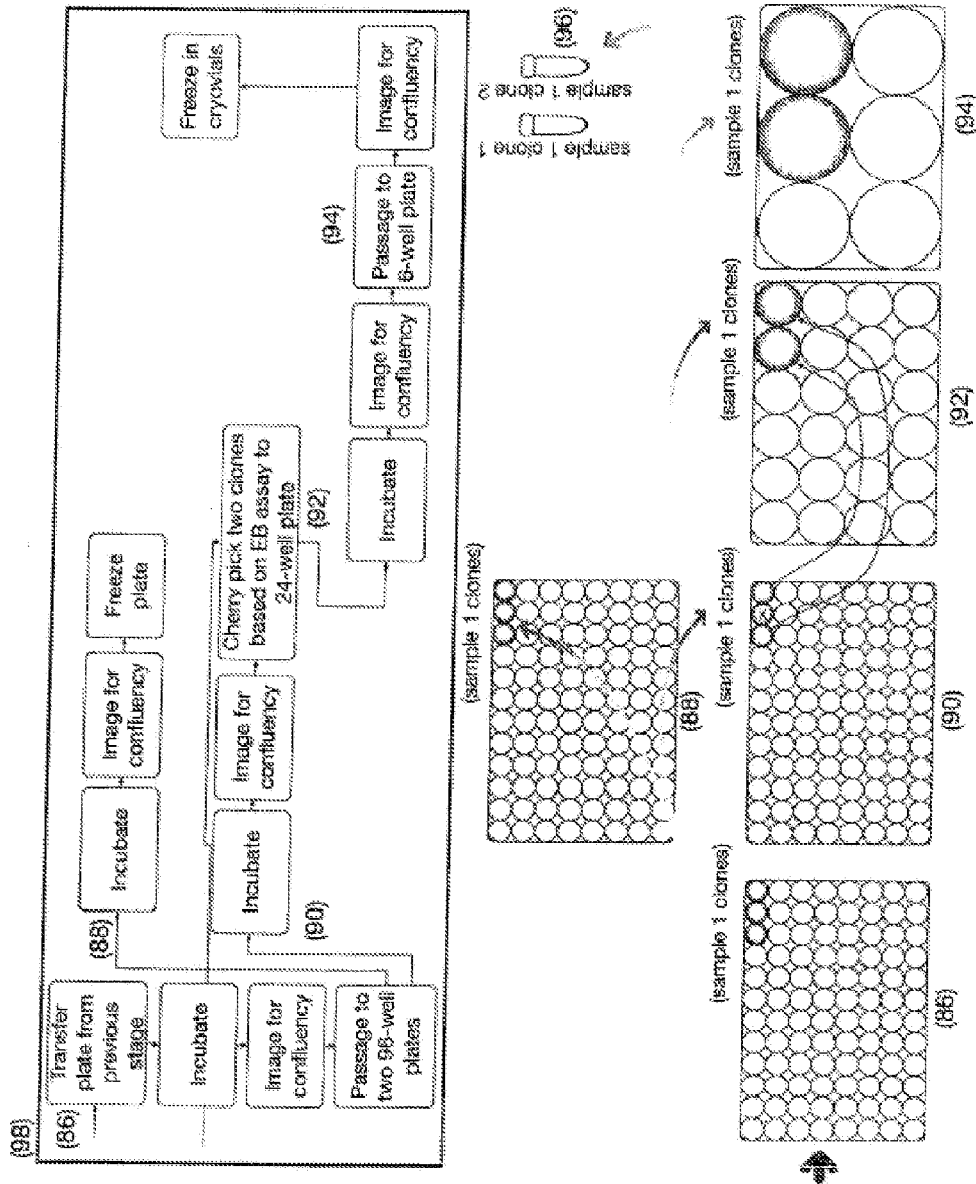 (98)
(86)
Transfer
plate from
previous
stage
Incubate
Image for
confluency
Passage to
two 96-well
plates
(88)
Incubate
Image for
confluency
Freeze
plate
(90)
Incubate
Image for
confluency
Cherry pick two clones
based on EB assay to
24-well plate
(92)
Incubate
Image for
confluency
(94)
Passage to
6-well plate
Image for
confluency
Freeze in
cryovials
(sample 1 clones)
(88)
sample 1 clone 1
sample 1 clone 2
(96)
(sample 1 clones)
(86)
(sample 1 clones)
(90)
(sample 1 clones)
(92)
(sample 1 clones)
(94)